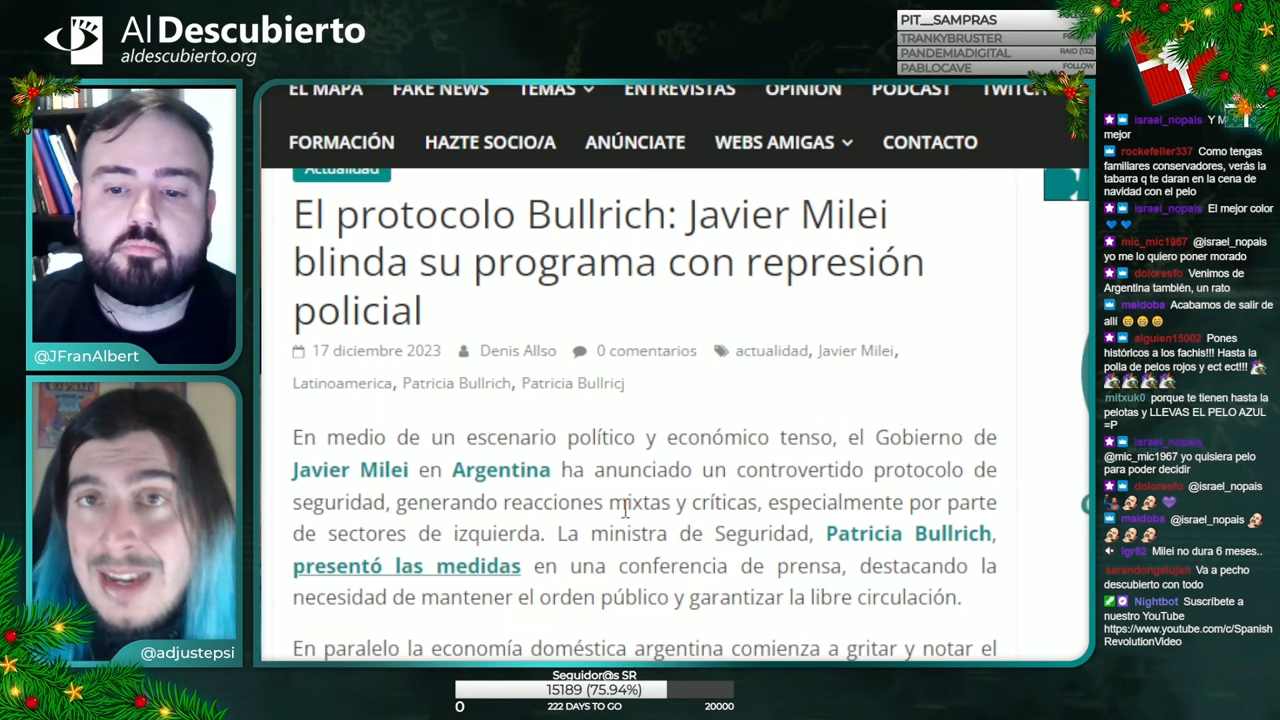 Al Descubierto
aldescubierto.org
PIT__SAMPRAS
TRANKYBRUSTER
PANDEMIADIGITAL RAID (132)
PABLOCAVE FOLLOW
EL MAPA FAKE NEWS TEMAS ENTREVISTAS OPINIÓN PODCAST TWITCH
FORMACIÓN HAZTE SOCIO/A ANÚNCIATE WEBS AMIGAS CONTACTO
Actualidad
El protocolo Bullrich: Javier Milei
blinda su programa con represión
policial
17 diciembre 2023 Denis Allso 0 comentarios actualidad, Javier Milei,
Latinoamerica, Patricia Bullrich, Patricia Bullricj
En medio de un escenario político y económico tenso, el Gobierno de
Javier Milei en Argentina ha anunciado un controvertido protocolo de
seguridad, generando reacciones mixtas y críticas, especialmente por parte
de sectores de izquierda. La ministra de Seguridad, Patricia Bullrich,
presentó las medidas en una conferencia de prensa, destacando la
necesidad de mantener el orden público y garantizar la libre circulación.
En paralelo la economía doméstica argentina comienza a gritar y notar el
@JFranAlbert
@adjustepsi
israel_nopais Y M
mejor
rockefeller337 Como tengas
familiares conservadores, verás la
tabarra q te daran en la cena de
navidad con el pelo
israel_nopais El mejor color
mic_mic1967 @israel_nopais
yo me lo quiero poner morado
doloresfo Venimos de
Argentina también, un rato
maidoba Acabamos de salir de
allí
alguien15002 Pones
históricos a los fachis!!! Hasta la
polla de pelos rojos y ect ect!!!
mitxuk0 porque te tienen hasta la
pelotas y LLEVAS EL PELO AZUL
=P
israel_nopais
@mic_mic1967 yo quisiera pelo
para poder decidir
doloresfo @israel_nopais
maidoba @israel_nopais
lgr62 Milei no dura 6 meses..
sarandongalujan Va a pecho
descubierto con todo
Nightbot Suscríbete a
nuestro YouTube
https://www.youtube.com/c/Spanish
RevolutionVideo
Seguidor@s SR
15189 (75.94%)
0 222 DAYS TO GO 20000